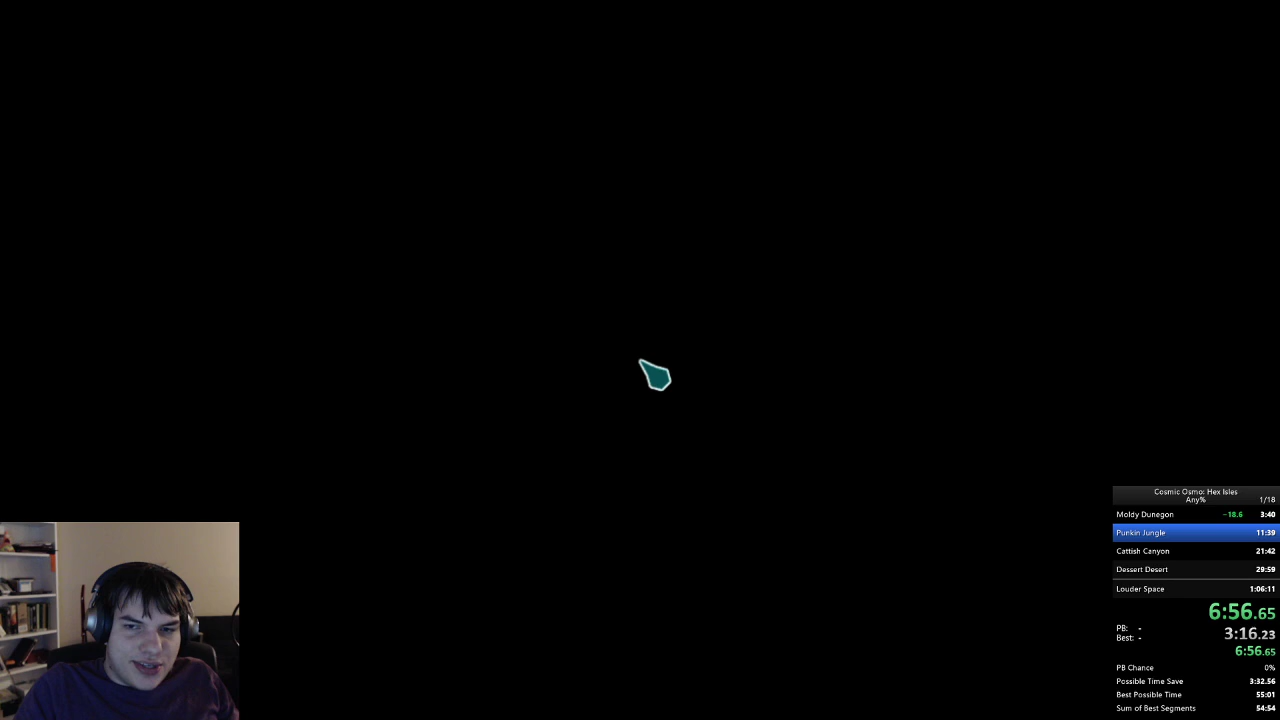 Cosmic Osmo: Hex Isles
Any% 1/18
Moldy Dunegon −18.6 3:40
Punkin Jungle 11:39
Cattish Canyon 21:42
Dessert Desert 29:59
Louder Space 1:06:11
6:56.65
PB: - 3:16.23
Best: - 6:56.65
PB Chance 0%
Possible Time Save 3:32.56
Best Possible Time 55:01
Sum of Best Segments 54:54